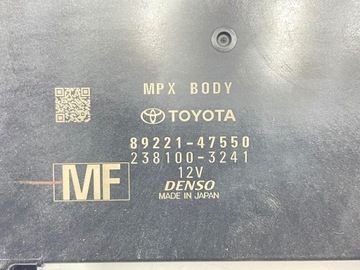 MPX BODY
TOYOTA
89221-47550
238100-3241
12V
MF
DENSO
MADE IN JAPAN